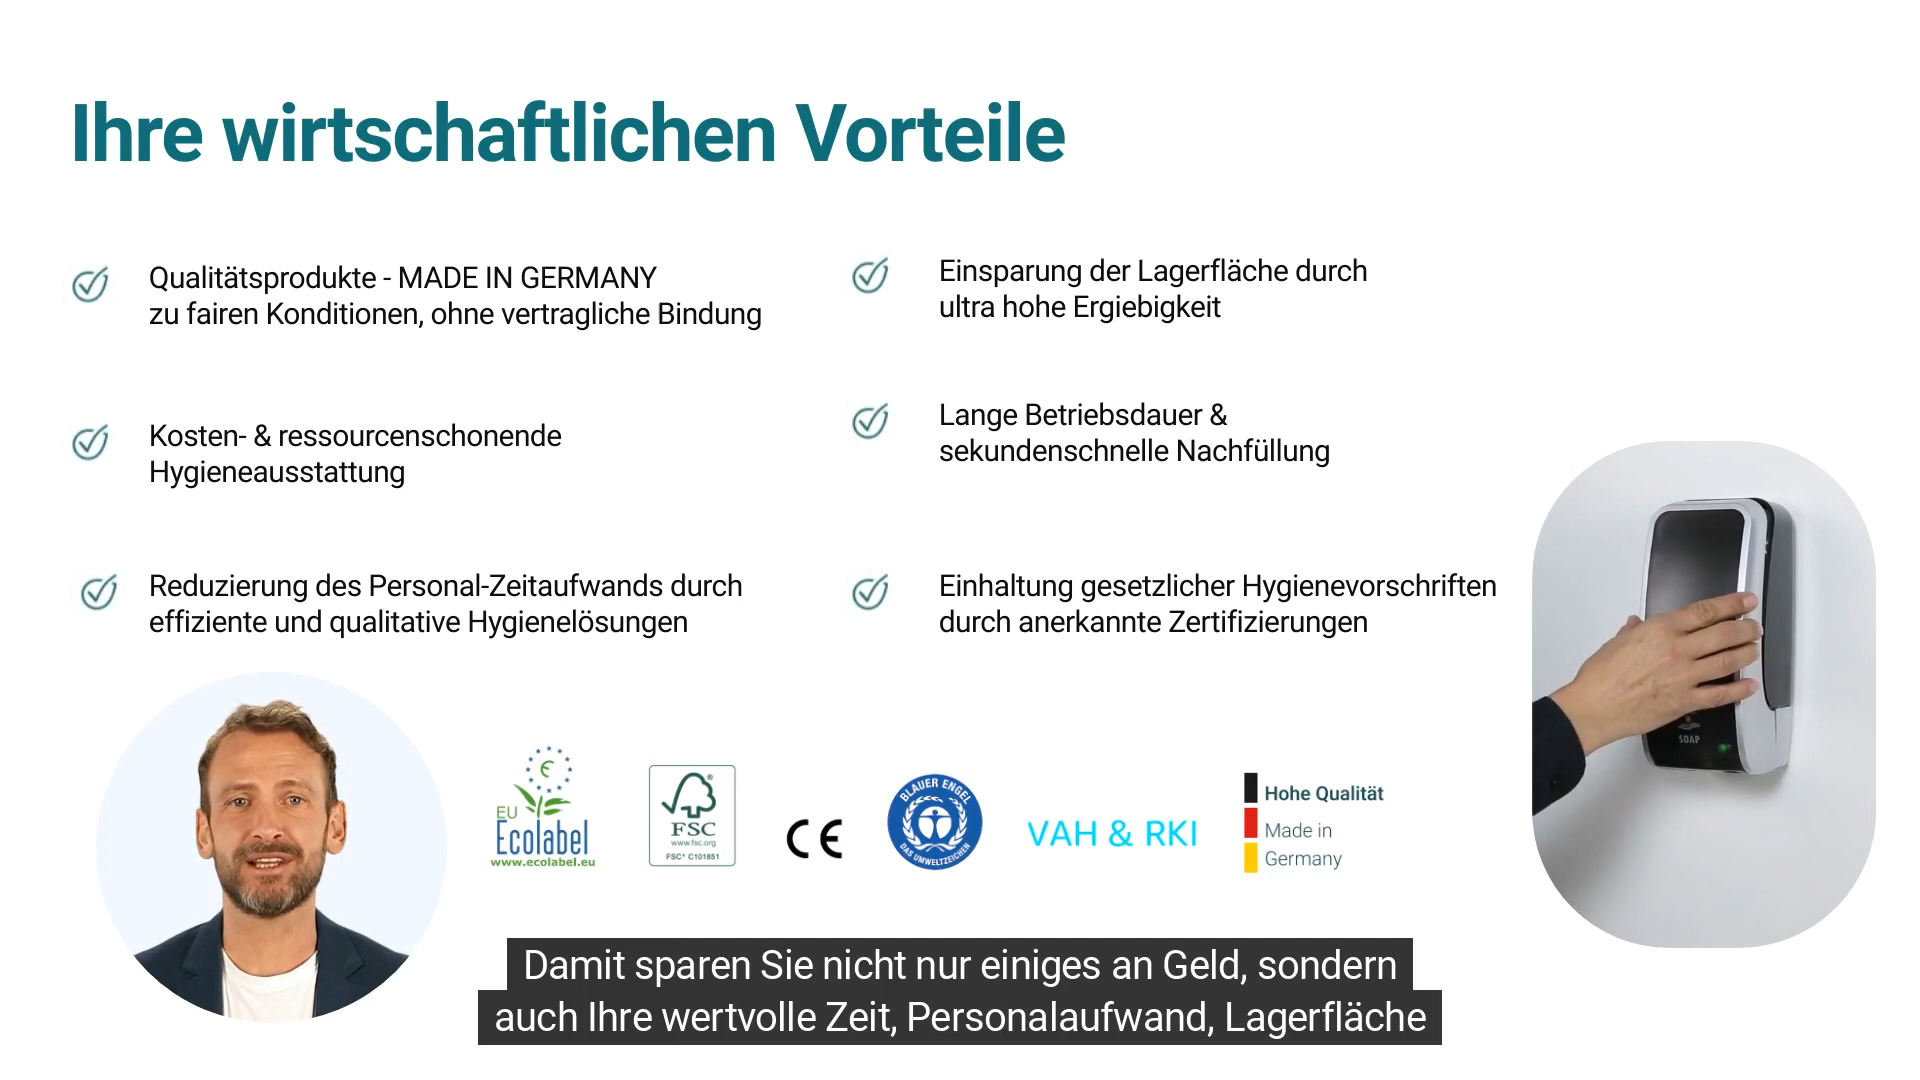 Ihre wirtschaftlichen Vorteile
Qualitätsprodukte - MADE IN GERMANY
zu fairen Konditionen, ohne vertragliche Bindung
Kosten- & ressourcenschonende
Hygieneausstattung
Reduzierung des Personal-Zeitaufwands durch
effiziente und qualitative Hygienelösungen
Einsparung der Lagerfläche durch
ultra hohe Ergiebigkeit
Lange Betriebsdauer &
sekundenschnelle Nachfüllung
Einhaltung gesetzlicher Hygienevorschriften
durch anerkannte Zertifizierungen
SOAP
EU
Ecolabel
www.ecolabel.eu
FSC
www.fsc.org
FSC® C101851
CE
BLAUER ENGEL
DAS UMWELTZEICHEN
VAH & RKI
Hohe Qualität
Made in
Germany
Damit sparen Sie nicht nur einiges an Geld, sondern
auch Ihre wertvolle Zeit, Personalaufwand, Lagerfläche